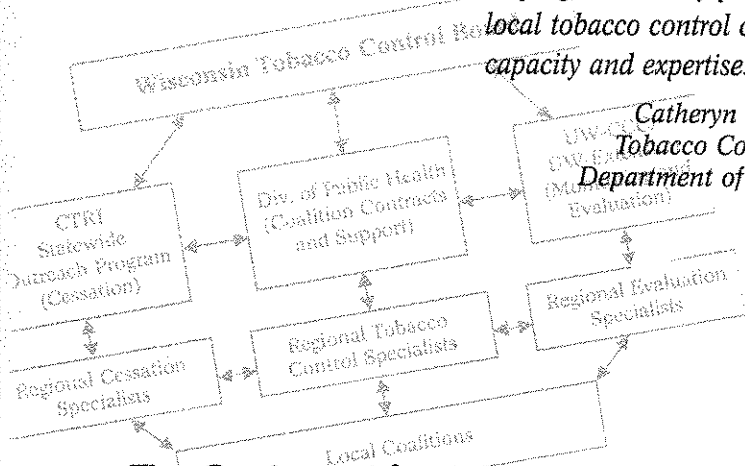 local tobacco control c
capacity and expertise.
Catheryn
Tobacco Co
Department of
Wisconsin Tobacco Control
CTRI
Statewide
Outreach Program
(Cessation)
Div. of Public Health
(Coalition Contracts
and Support)
Evaluation)
Regional Cessation
Specialists
Regional Tobacco
Control Specialists
Regional Evaluation
Specialists
Local Coalitions